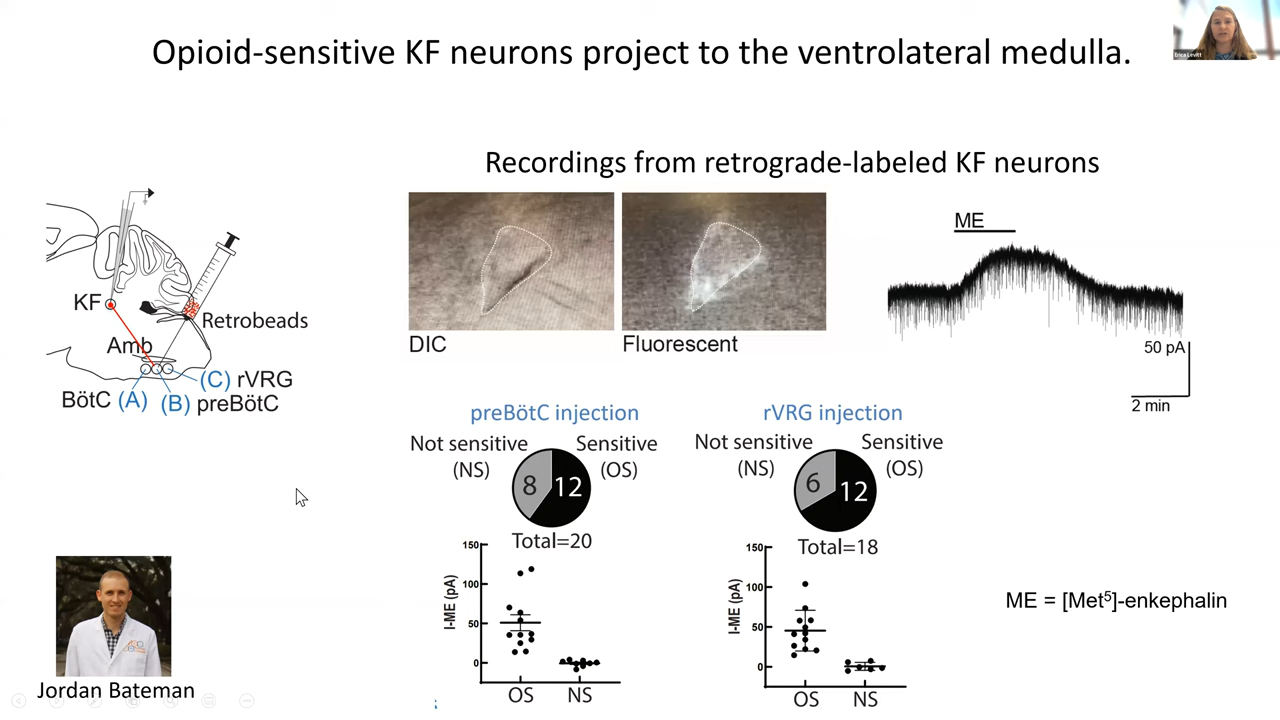 Opioid-sensitive KF neurons project to the ventrolateral medulla.
Erica Levitt
Recordings from retrograde-labeled KF neurons
KF
Amb
Retrobeads
(C) rVRG
BötC (A) (B) preBötC
DIC
Fluorescent
ME
50 pA
2 min
preBötC injection
Not sensitive
(NS)
Sensitive
(OS)
8
12
Total=20
150
100
50
0
I-ME (pA)
OS
NS
rVRG injection
Not sensitive
(NS)
Sensitive
(OS)
6
12
Total=18
150
100
50
0
I-ME (pA)
OS
NS
ME = [Met⁵]-enkephalin
Jordan Bateman